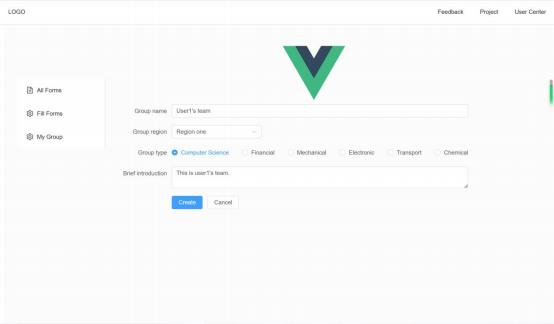 LOGO Feedback Project User Center
All Forms
Fill Forms
My Group
Group name User1's team
Group region Region one
Group type Computer Science Financial Mechanical Electronic Transport Chemical
Brief introduction This is user1's team.
Create Cancel